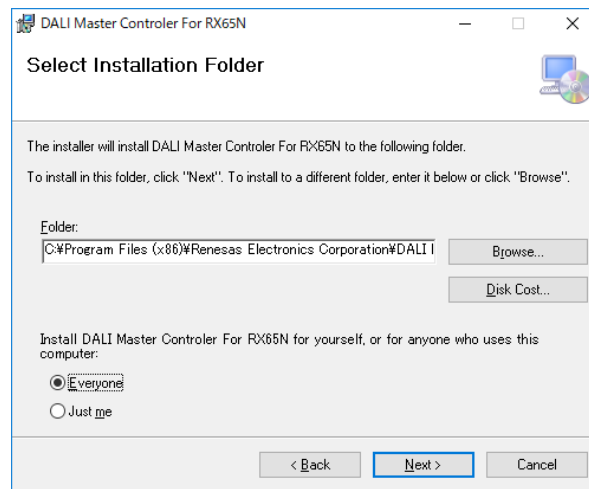 DALI Master Controler For RX65N
Select Installation Folder
The installer will install DALI Master Controler For RX65N to the following folder.
To install in this folder, click "Next". To install to a different folder, enter it below or click "Browse".
Folder:
C:¥Program Files (x86)¥Renesas Electronics Corporation¥DALI
Browse...
Disk Cost...
Install DALI Master Controler For RX65N for yourself, or for anyone who uses this
computer:
Everyone
Just me
< Back
Next >
Cancel